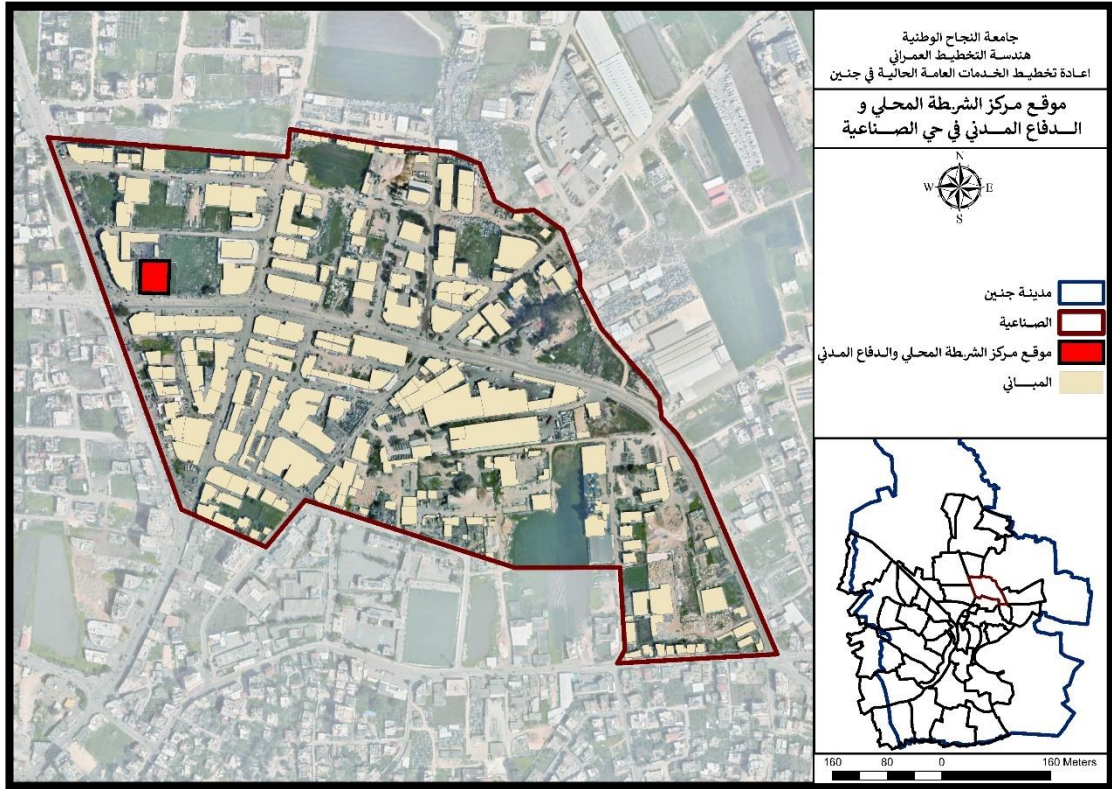 جامعة النجاح الوطنية
هندسة التخطيط العمراني
اعادة تخطيط الخدمات العامة الحالية في جنين
موقع مركز الشرطة المحلي و
الدفاع المدني في حي الصناعية
N
W E
S
مدينة جنين
الصناعية
موقع مركز الشرطة المحلي والدفاع المدني
المباني
160 80 0 160 Meters